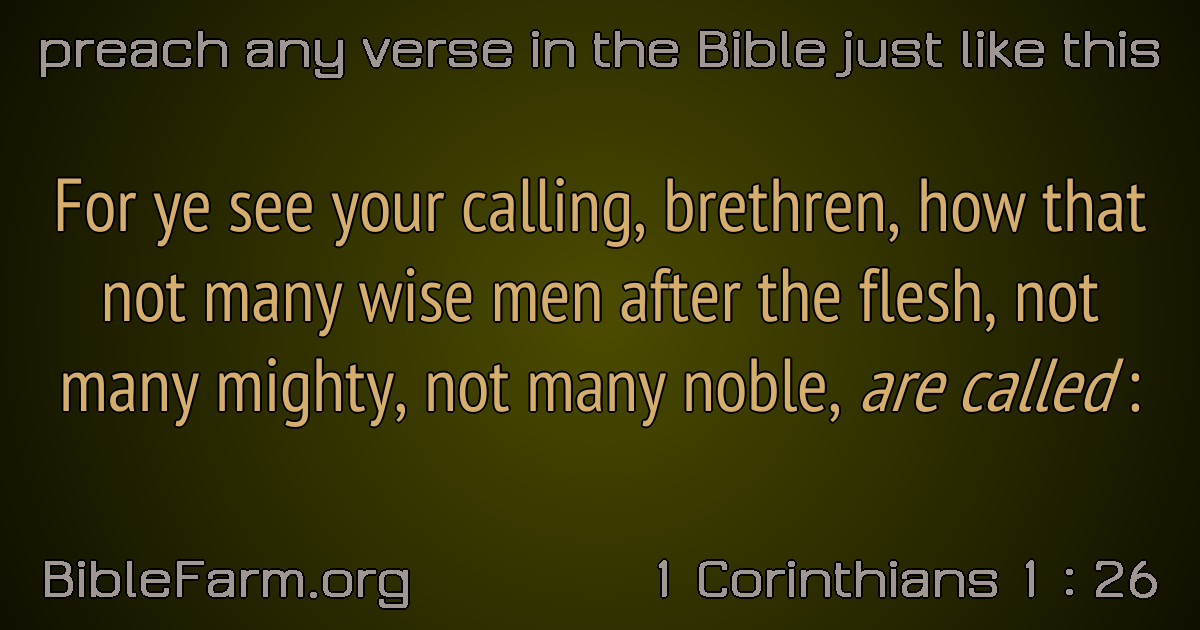 preach any verse in the Bible just like this
For ye see your calling, brethren, how that
not many wise men after the flesh, not
many mighty, not many noble, are called :
BibleFarm.org
1 Corinthians 1 : 26